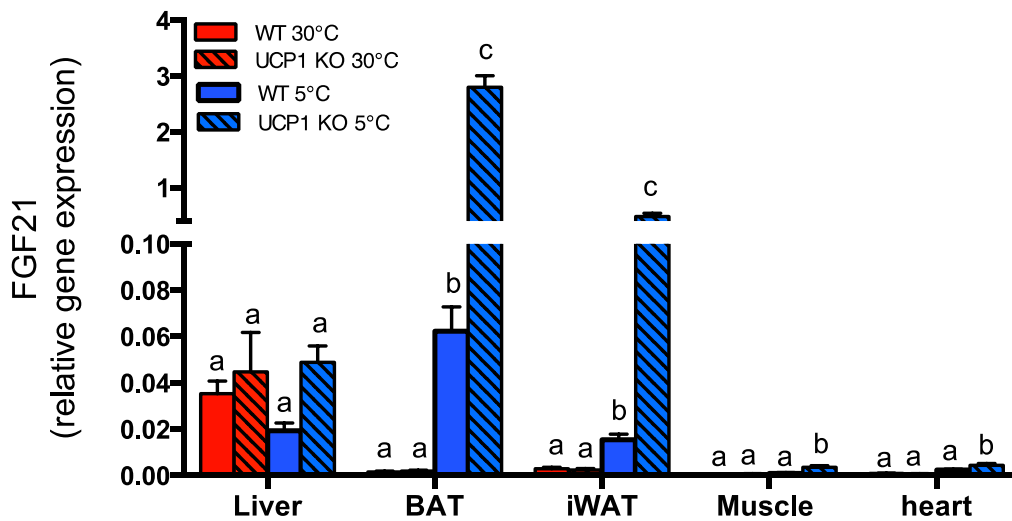 FGF21
(relative gene expression)
4
3
2
1
0.10
0.08
0.06
0.04
0.02
0.00
WT 30°C
UCP1 KO 30°C
WT 5°C
UCP1 KO 5°C
a a a a
a a b c
a a b c
a a a b
a a a b
Liver BAT iWAT Muscle heart